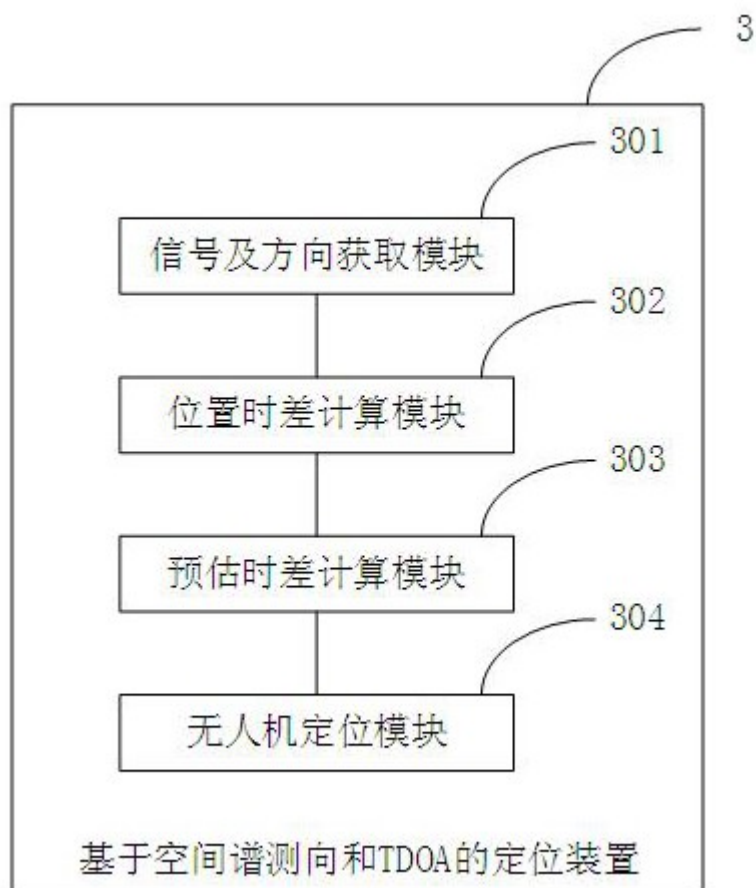 3
301
信号及方向获取模块
302
位置时差计算模块
303
预估时差计算模块
304
无人机定位模块
基于空间谱测向和TDOA的定位装置